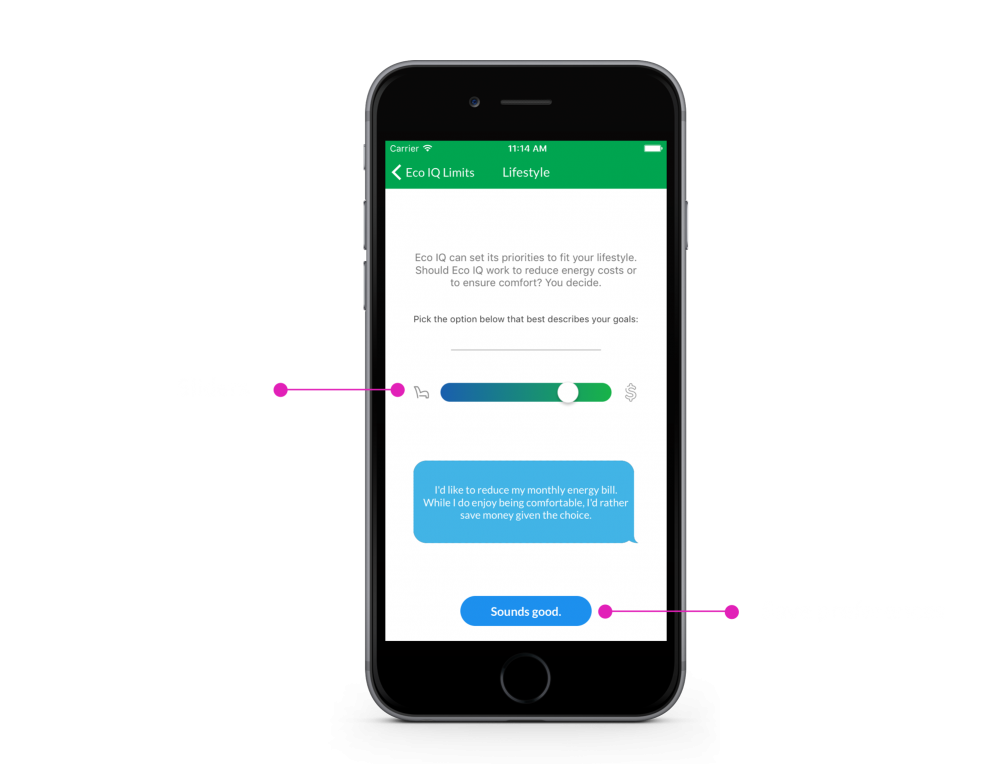 Carrier
11:14 AM
Eco IQ Limits
Lifestyle
Eco IQ can set its priorities to fit your lifestyle.
Should Eco IQ work to reduce energy costs or
to ensure comfort? You decide.
Pick the option below that best describes your goals:
$
I'd like to reduce my monthly energy bill.
While I do enjoy being comfortable, I'd rather
save money given the choice.
Sounds good.